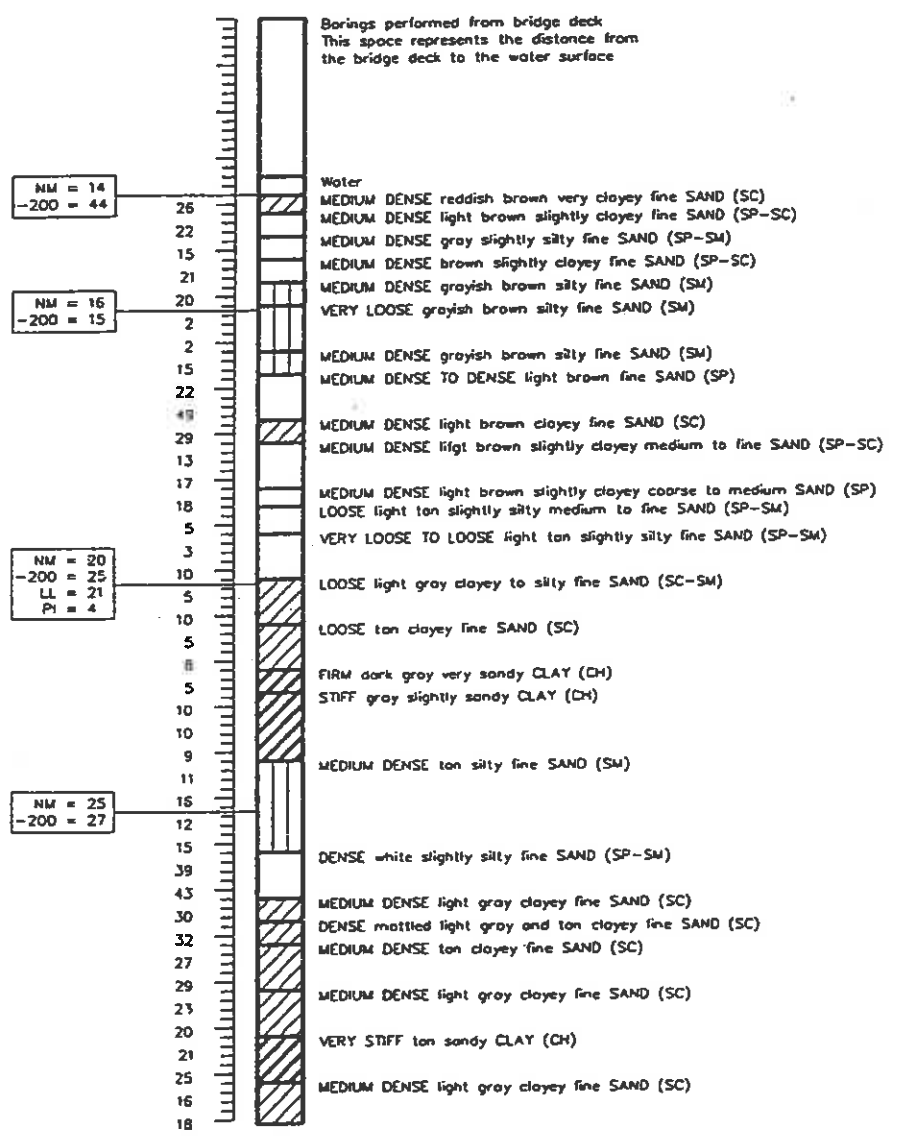 Borings performed from bridge deck
This space represents the distance from
the bridge deck to the water surface
Water
NM = 14
-200 = 44
MEDIUM DENSE reddish brown very clayey fine SAND (SC)
26
MEDIUM DENSE light brown slightly clayey fine SAND (SP-SC)
22
MEDIUM DENSE gray slightly silty fine SAND (SP-SM)
15
MEDIUM DENSE brown slightly clayey fine SAND (SP-SC)
21
MEDIUM DENSE grayish brown silty fine SAND (SM)
20
NM = 16
-200 = 15
VERY LOOSE grayish brown silty fine SAND (SM)
2
2
MEDIUM DENSE grayish brown silty fine SAND (SM)
15
MEDIUM DENSE TO DENSE light brown fine SAND (SP)
22
MEDIUM DENSE light brown clayey fine SAND (SC)
29
MEDIUM DENSE lifgt brown slightly clayey medium to fine SAND (SP-SC)
13
17
MEDIUM DENSE light brown slightly clayey coarse to medium SAND (SP)
18
LOOSE light tan slightly silty medium to fine SAND (SP-SM)
5
VERY LOOSE TO LOOSE light tan slightly silty fine SAND (SP-SM)
3
10
NM = 20
-200 = 25
LL = 21
PI = 4
LOOSE light gray clayey to silty fine SAND (SC-SM)
5
10
LOOSE tan clayey fine SAND (SC)
5
FIRM dark gray very sandy CLAY (CH)
5
STIFF gray slightly sandy CLAY (CH)
10
10
9
MEDIUM DENSE tan silty fine SAND (SM)
11
16
NM = 25
-200 = 27
12
15
DENSE white slightly silty fine SAND (SP-SM)
39
43
MEDIUM DENSE light gray clayey fine SAND (SC)
30
DENSE mottled light gray and tan clayey fine SAND (SC)
32
MEDIUM DENSE tan clayey fine SAND (SC)
27
29
MEDIUM DENSE light gray clayey fine SAND (SC)
23
20
VERY STIFF tan sandy CLAY (CH)
21
25
MEDIUM DENSE light gray clayey fine SAND (SC)
16
18